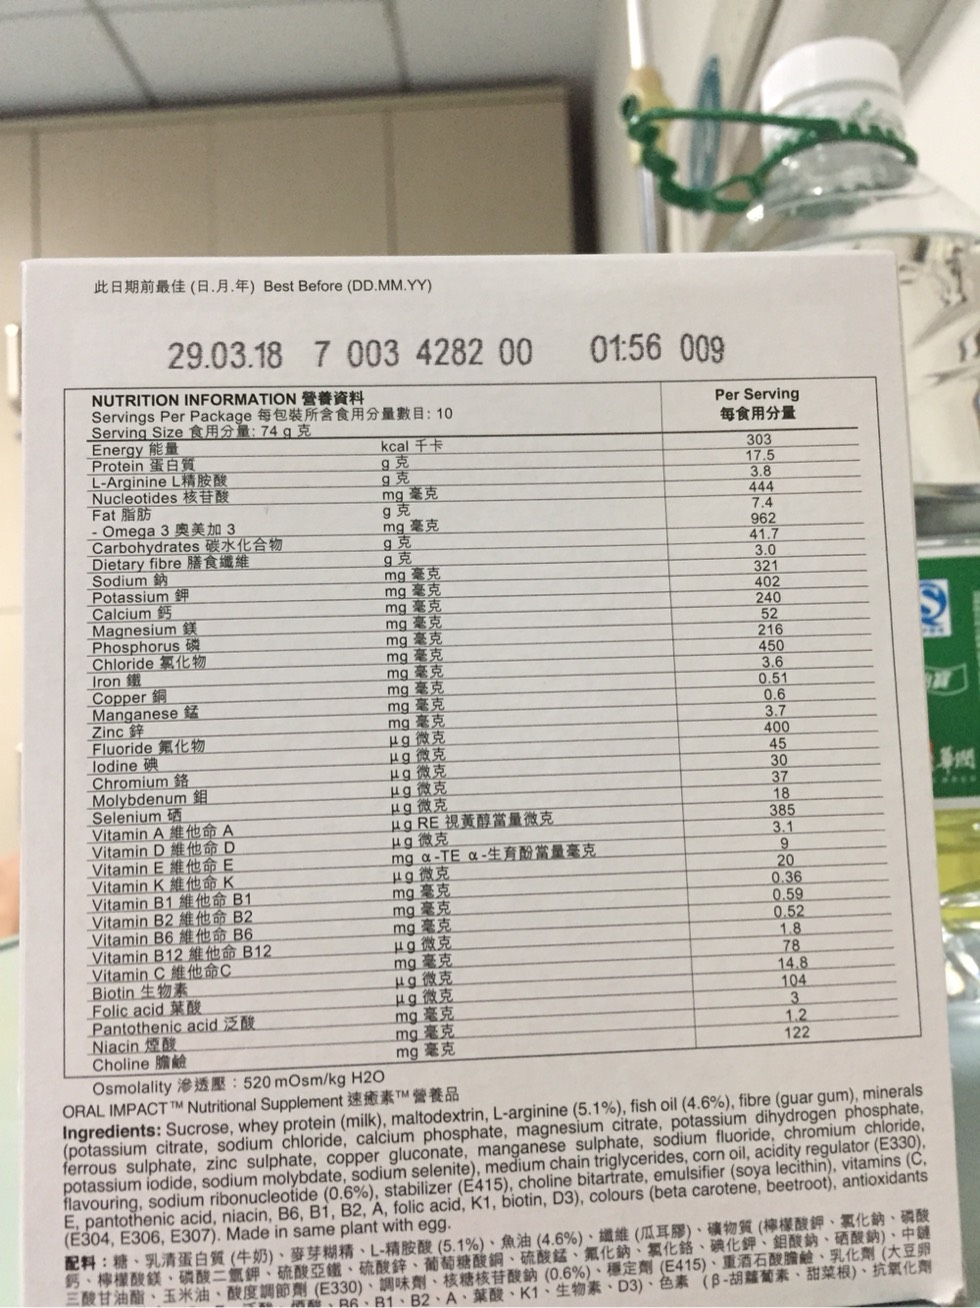 此日期前最佳 (日.月.年) Best Before (DD.MM.YY)
29.03.18 7 003 4282 00 01:56 009
NUTRITION INFORMATION 營養資料 Per Serving
Servings Per Package 每包裝所含食用分量數目: 10 每食用分量
Serving Size 食用分量: 74 g 克
Energy 能量 kcal 千卡 303
Protein 蛋白質 g 克 17.5
L-Arginine L精胺酸 g 克 3.8
Nucleotides 核苷酸 mg 毫克 444
Fat 脂肪 g 克 7.4
- Omega 3 奧美加 3 mg 毫克 962
Carbohydrates 碳水化合物 g 克 41.7
Dietary fibre 膳食纖維 g 克 3.0
Sodium 鈉 mg 毫克 321
Potassium 鉀 mg 毫克 402
Calcium 鈣 mg 毫克 240
Magnesium 鎂 mg 毫克 52
Phosphorus 磷 mg 毫克 216
Chloride 氯化物 mg 毫克 450
Iron 鐵 mg 毫克 3.6
Copper 銅 mg 毫克 0.51
Manganese 錳 mg 毫克 0.6
Zinc 鋅 mg 毫克 3.7
Fluoride 氟化物 μg 微克 400
Iodine 碘 μg 微克 45
Chromium 鉻 μg 微克 30
Molybdenum 鉬 μg 微克 37
Selenium 硒 μg 微克 18
Vitamin A 維他命 A μg RE 視黃醇當量微克 385
Vitamin D 維他命 D μg 微克 3.1
Vitamin E 維他命 E mg α-TE α-生育酚當量毫克 9
Vitamin K 維他命 K μg 微克 20
Vitamin B1 維他命 B1 mg 毫克 0.36
Vitamin B2 維他命 B2 mg 毫克 0.59
Vitamin B6 維他命 B6 mg 毫克 0.52
Vitamin B12 維他命 B12 μg 微克 1.8
Vitamin C 維他命C mg 毫克 78
Biotin 生物素 μg 微克 14.8
Folic acid 葉酸 μg 微克 104
Pantothenic acid 泛酸 mg 毫克 3
Niacin 煙酸 mg 毫克 1.2
Choline 膽鹼 mg 毫克 122
Osmolality 滲透壓：520 mOsm/kg H2O
ORAL IMPACT™ Nutritional Supplement 速癒素™ 營養品
Ingredients: Sucrose, whey protein (milk), maltodextrin, L-arginine (5.1%), fish oil (4.6%), fibre (guar gum), minerals
(potassium citrate, sodium chloride, calcium phosphate, magnesium citrate, potassium dihydrogen phosphate,
ferrous sulphate, zinc sulphate, copper gluconate, manganese sulphate, sodium fluoride, chromium chloride,
potassium iodide, sodium molybdate, sodium selenite), medium chain triglycerides, corn oil, acidity regulator (E330),
flavouring, sodium ribonucleotide (0.6%), stabilizer (E415), choline bitartrate, emulsifier (soya lecithin), vitamins (C,
E, pantothenic acid, niacin, B6, B1, B2, A, folic acid, K1, biotin, D3), colours (beta carotene, beetroot), antioxidants
(E304, E306, E307). Made in same plant with egg.
配料：糖、乳清蛋白質 (牛奶)、麥芽糊精、L-精胺酸 (5.1%)、魚油 (4.6%)、纖維 (瓜耳膠)、礦物質 (檸檬酸鉀、氯化鈉、磷酸
鈣、檸檬酸鎂、磷酸二氫鉀、硫酸亞鐵、硫酸鋅、葡萄糖酸銅、硫酸錳、氟化鈉、氯化鉻、碘化鉀、鉬酸鈉、硒酸鈉)、中鏈
三酸甘油酯、玉米油、酸度調節劑 (E330)、調味劑、核糖核苷酸鈉 (0.6%)、穩定劑 (E415)、重酒石酸膽鹼、乳化劑 (大豆卵
煙酸、B6、B1、B2、A、葉酸、K1、生物素、D3)、色素 (β-胡蘿蔔素、甜菜根)、抗氧化劑